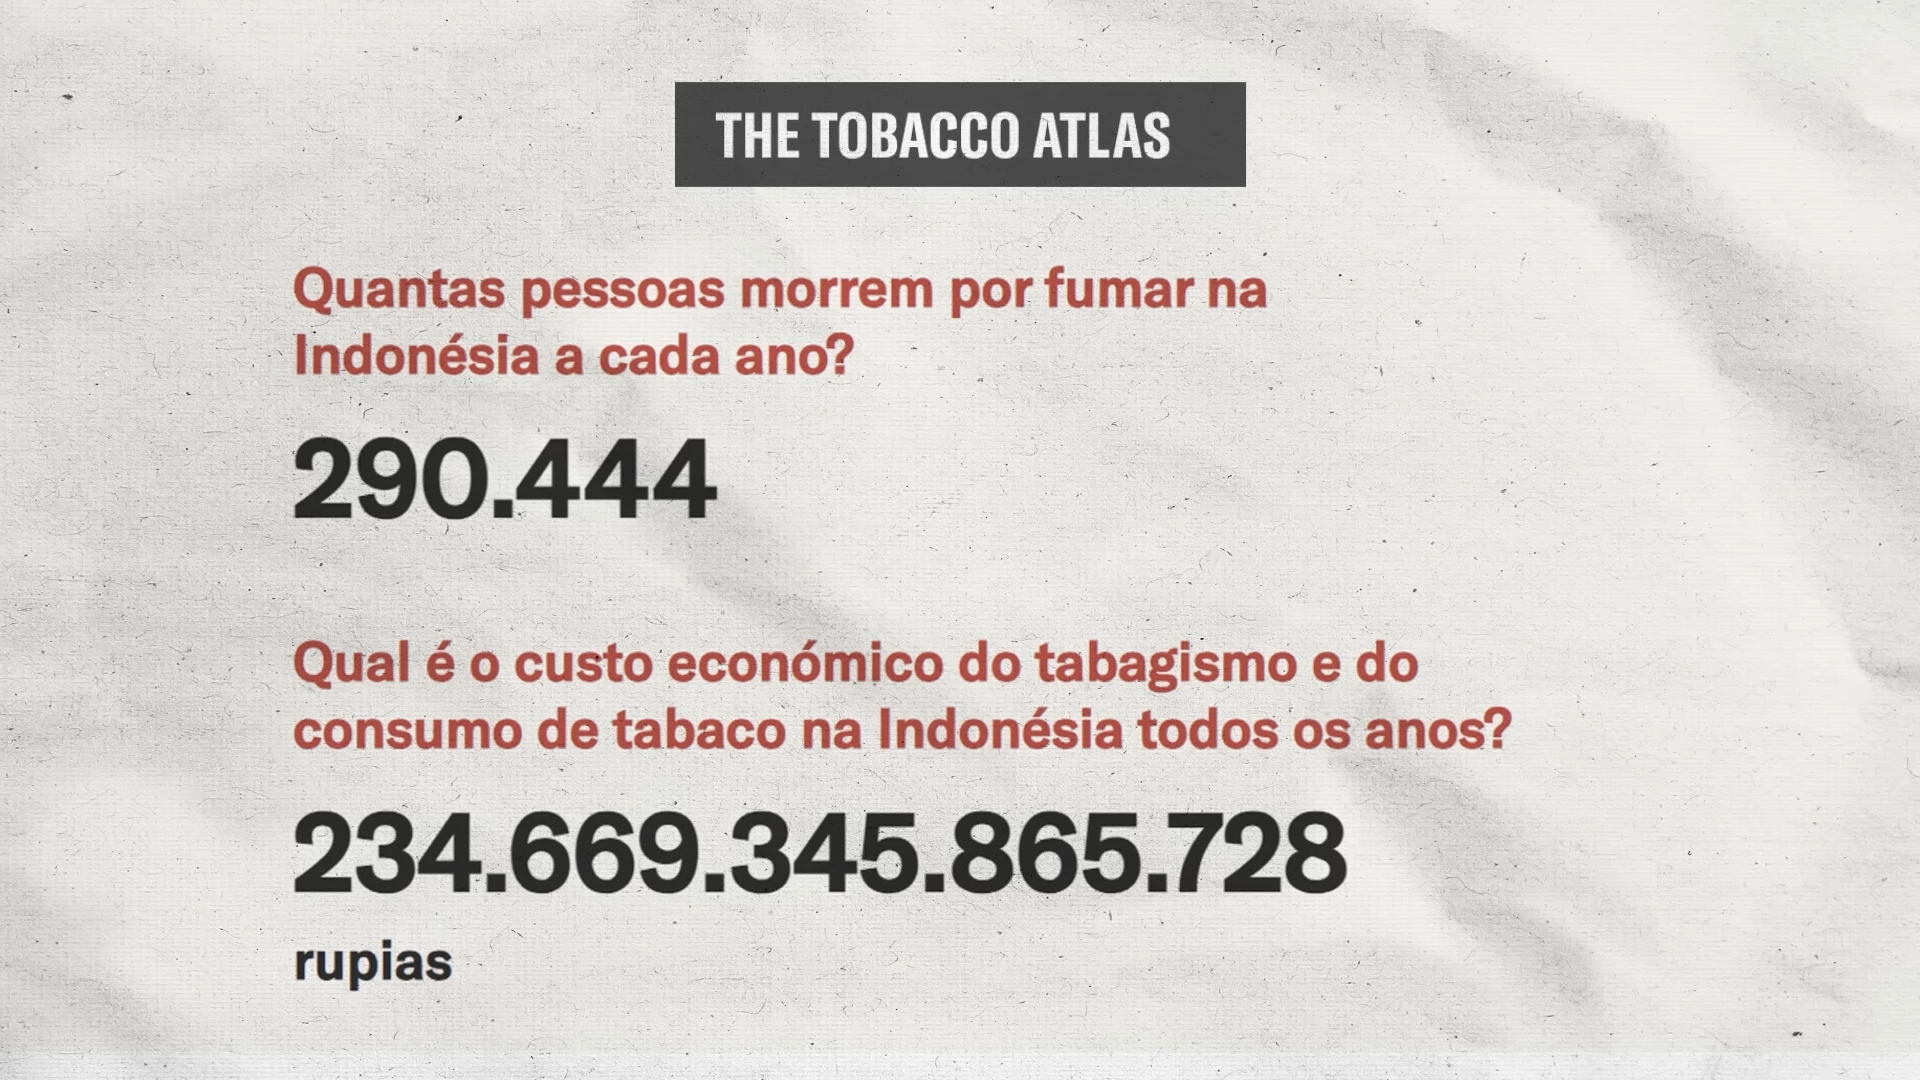 THE TOBACCO ATLAS
Quantas pessoas morrem por fumar na
Indonésia a cada ano?
290.444
Qual é o custo económico do tabagismo e do
consumo de tabaco na Indonésia todos os anos?
234.669.345.865.728
rupias